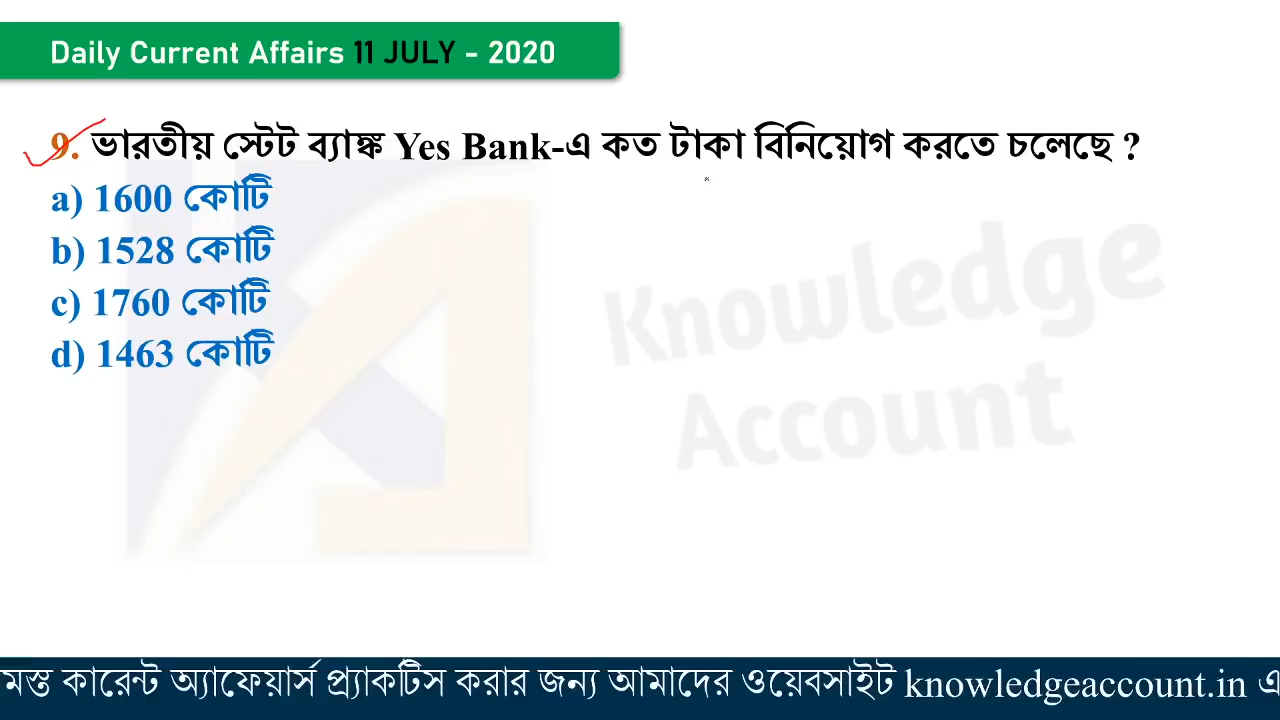 Daily Current Affairs 11 JULY - 2020
9. ভারতীয় স্টেট ব্যাঙ্ক Yes Bank-এ কত টাকা বিনিয়োগ করতে চলেছে ?
a) 1600 কোটি
b) 1528 কোটি
c) 1760 কোটি
d) 1463 কোটি
Knowledge
Account
মস্ত কারেন্ট অ্যাফেয়ার্স প্র্যাকটিস করার জন্য আমাদের ওয়েবসাইট knowledgeaccount.in এ